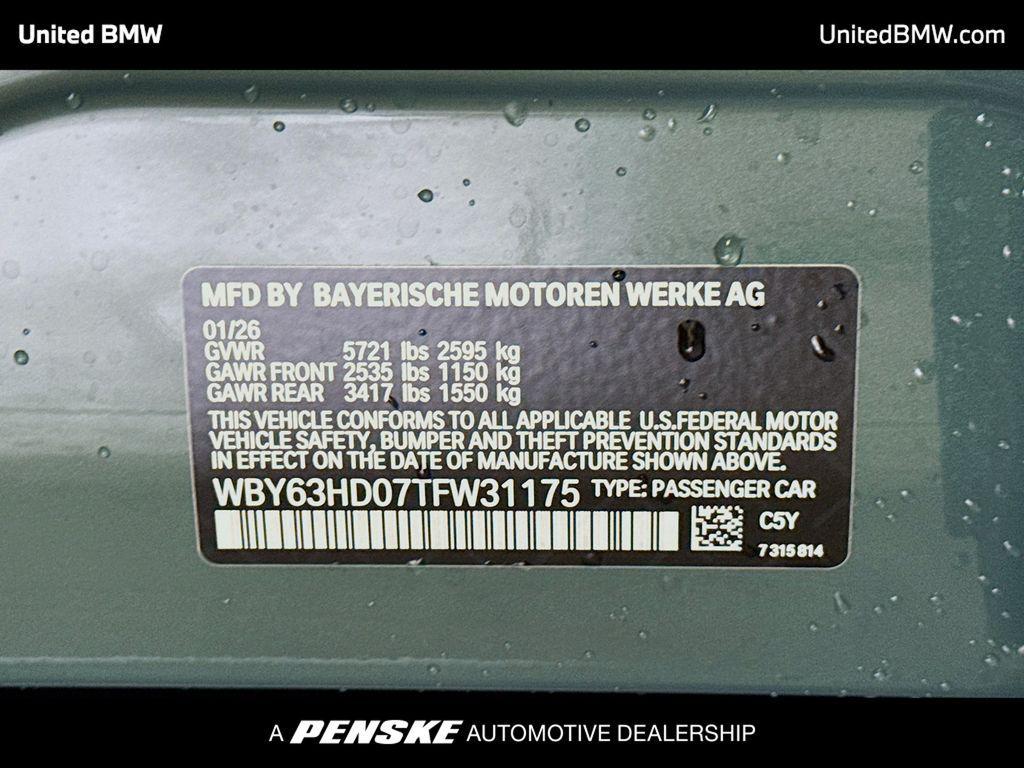 United BMW
UnitedBMW.com
MFD BY BAYERISCHE MOTOREN WERKE AG
01/26
GVWR 5721 lbs 2595 kg
GAWR FRONT 2535 lbs 1150 kg
GAWR REAR 3417 lbs 1550 kg
THIS VEHICLE CONFORMS TO ALL APPLICABLE U.S.FEDERAL MOTOR
VEHICLE SAFETY, BUMPER AND THEFT PREVENTION STANDARDS
IN EFFECT ON THE DATE OF MANUFACTURE SHOWN ABOVE.
WBY63HD07TFW31175 TYPE: PASSENGER CAR
C5Y
7315814
A PENSKE AUTOMOTIVE DEALERSHIP